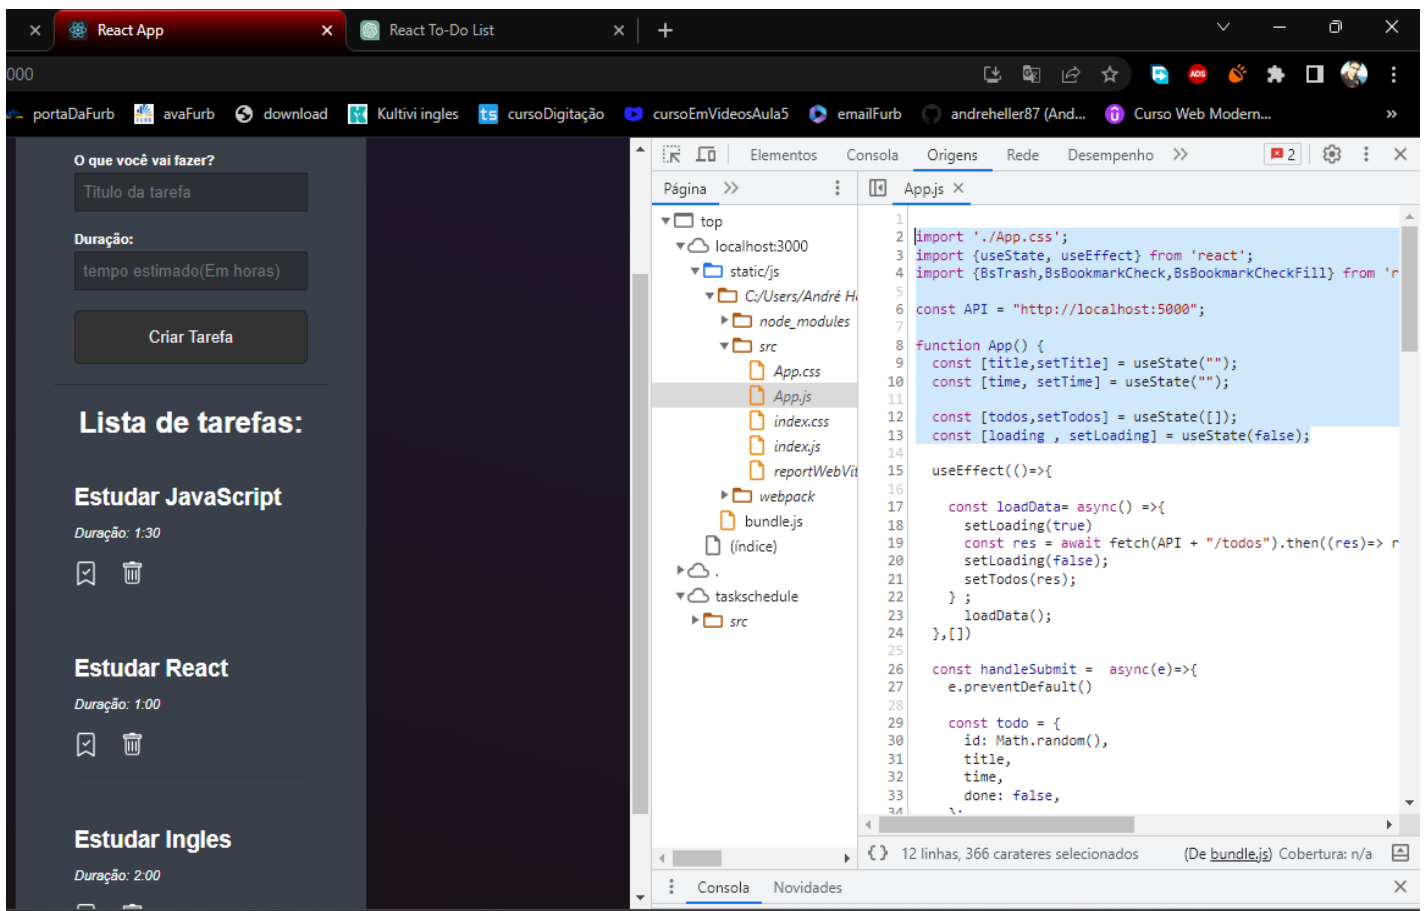 React App
React To-Do List
000
portaDaFurb avaFurb download Kultivi ingles ts cursoDigitação cursoEmVideosAula5 emailFurb andreheller87 (And... Curso Web Modern... »
ADS
O que você vai fazer?
Titulo da tarefa
Duração:
tempo estimado(Em horas)
Criar Tarefa
Lista de tarefas:
Estudar JavaScript
Duração: 1:30
Estudar React
Duração: 1:00
Estudar Ingles
Duração: 2:00
Elementos Consola Origens Rede Desempenho 2
Página
top
localhost:3000
static/js
C:/Users/André H
node_modules
src
App.css
App.js
index.css
index.js
reportWebVit
webpack
bundle.js
(índice)
.
taskschedule
src
App.js
1
2 import './App.css';
3 import {useState, useEffect} from 'react';
4 import {BsTrash,BsBookmarkCheck,BsBookmarkCheckFill} from 'r
5
6 const API = "http://localhost:5000";
7
8 function App() {
9 const [title,setTitle] = useState("");
10 const [time, setTime] = useState("");
11
12 const [todos,setTodos] = useState([]);
13 const [loading , setLoading] = useState(false);
14
15 useEffect(()=>{
16
17 const loadData= async() =>{
18 setLoading(true)
19 const res = await fetch(API + "/todos").then((res)=> r
20 setLoading(false);
21 setTodos(res);
22 } ;
23 loadData();
24 },[])
25
26 const handleSubmit = async(e)=>{
27 e.preventDefault()
28
29 const todo = {
30 id: Math.random(),
31 title,
32 time,
33 done: false,
34 };
{} 12 linhas, 366 carateres selecionados (De bundle.js) Cobertura: n/a
Consola Novidades